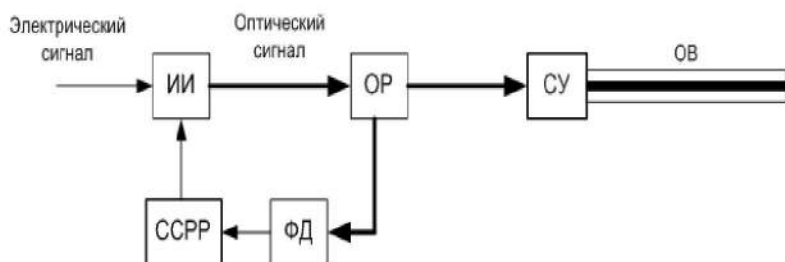 Электрический
сигнал
Оптический
сигнал
ОВ
ИИ
ОР
СУ
ССРР
ФД